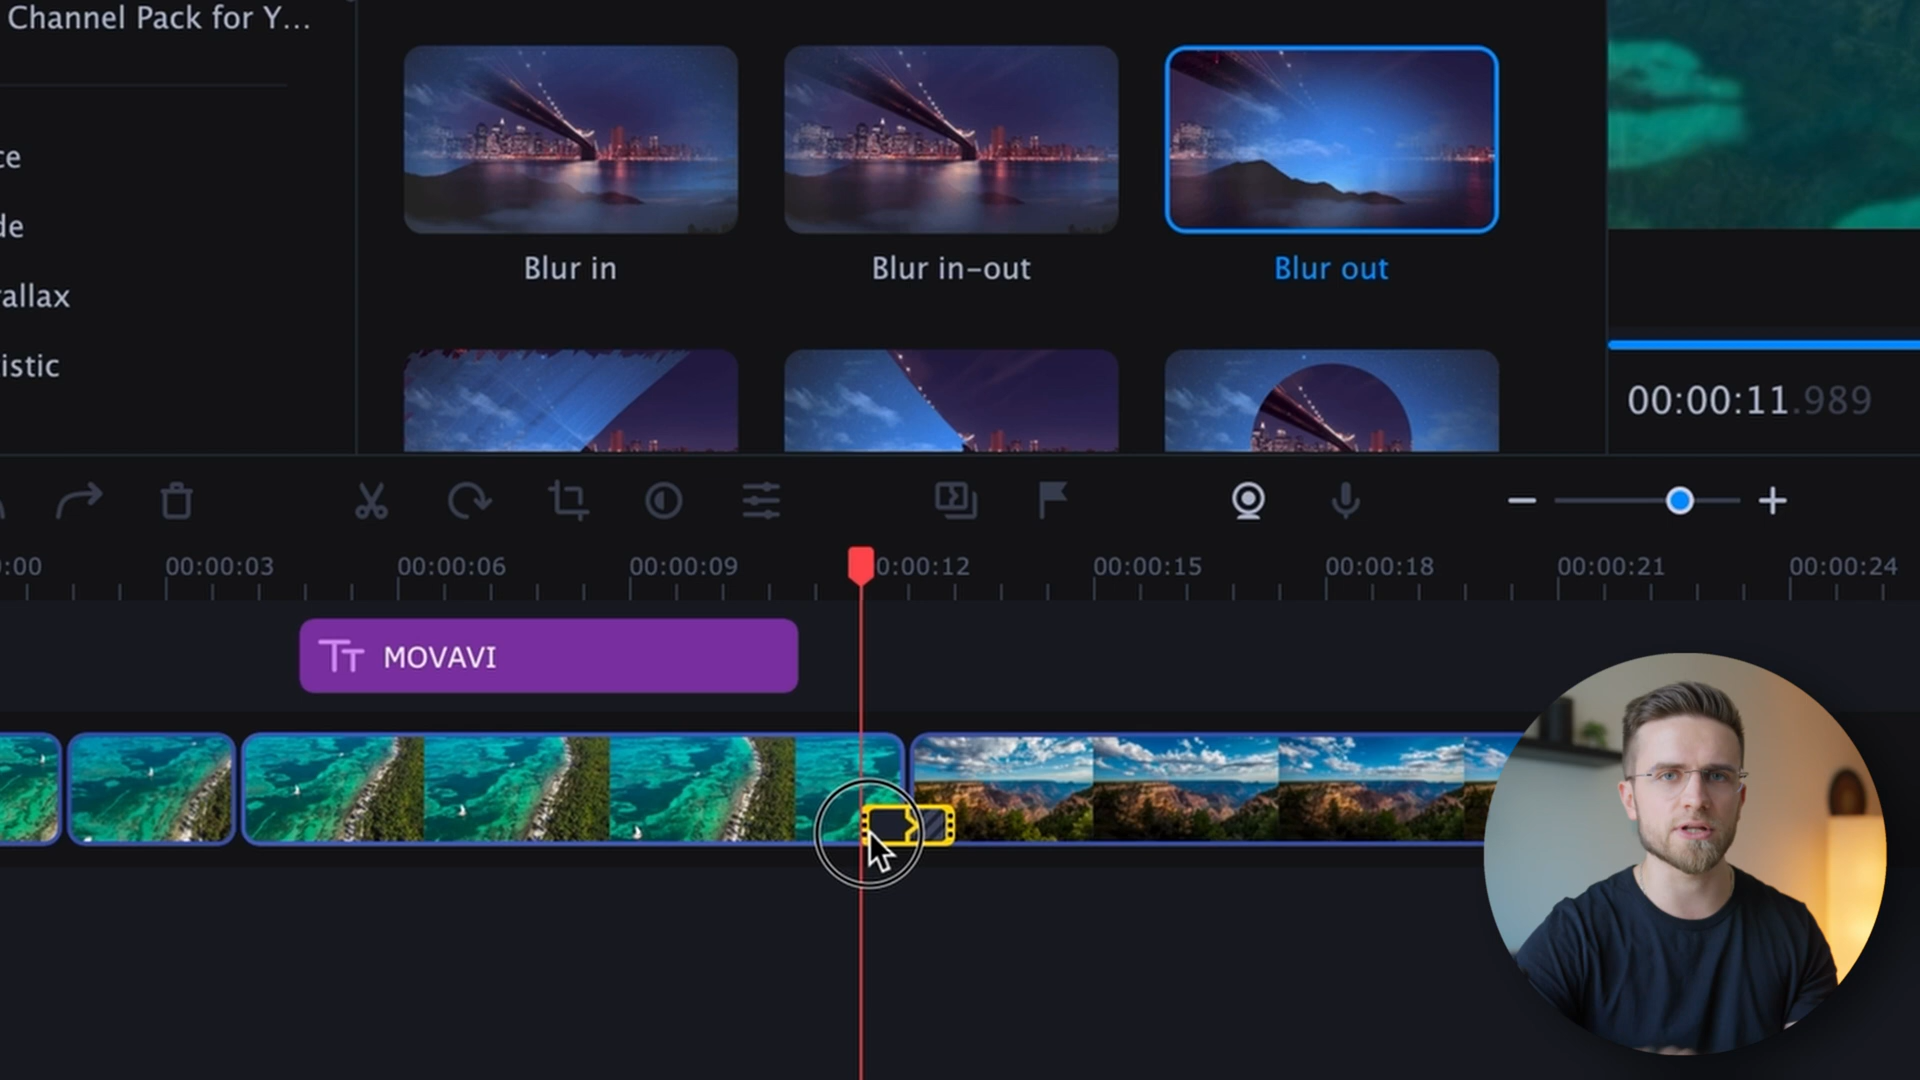 Channel Pack for Y...
ce
de
allax
istic
Blur in
Blur in-out
Blur out
00:00:11.989
:00
00:00:03
00:00:06
00:00:09
0:00:12
00:00:15
00:00:18
00:00:21
00:00:24
TT MOVAVI